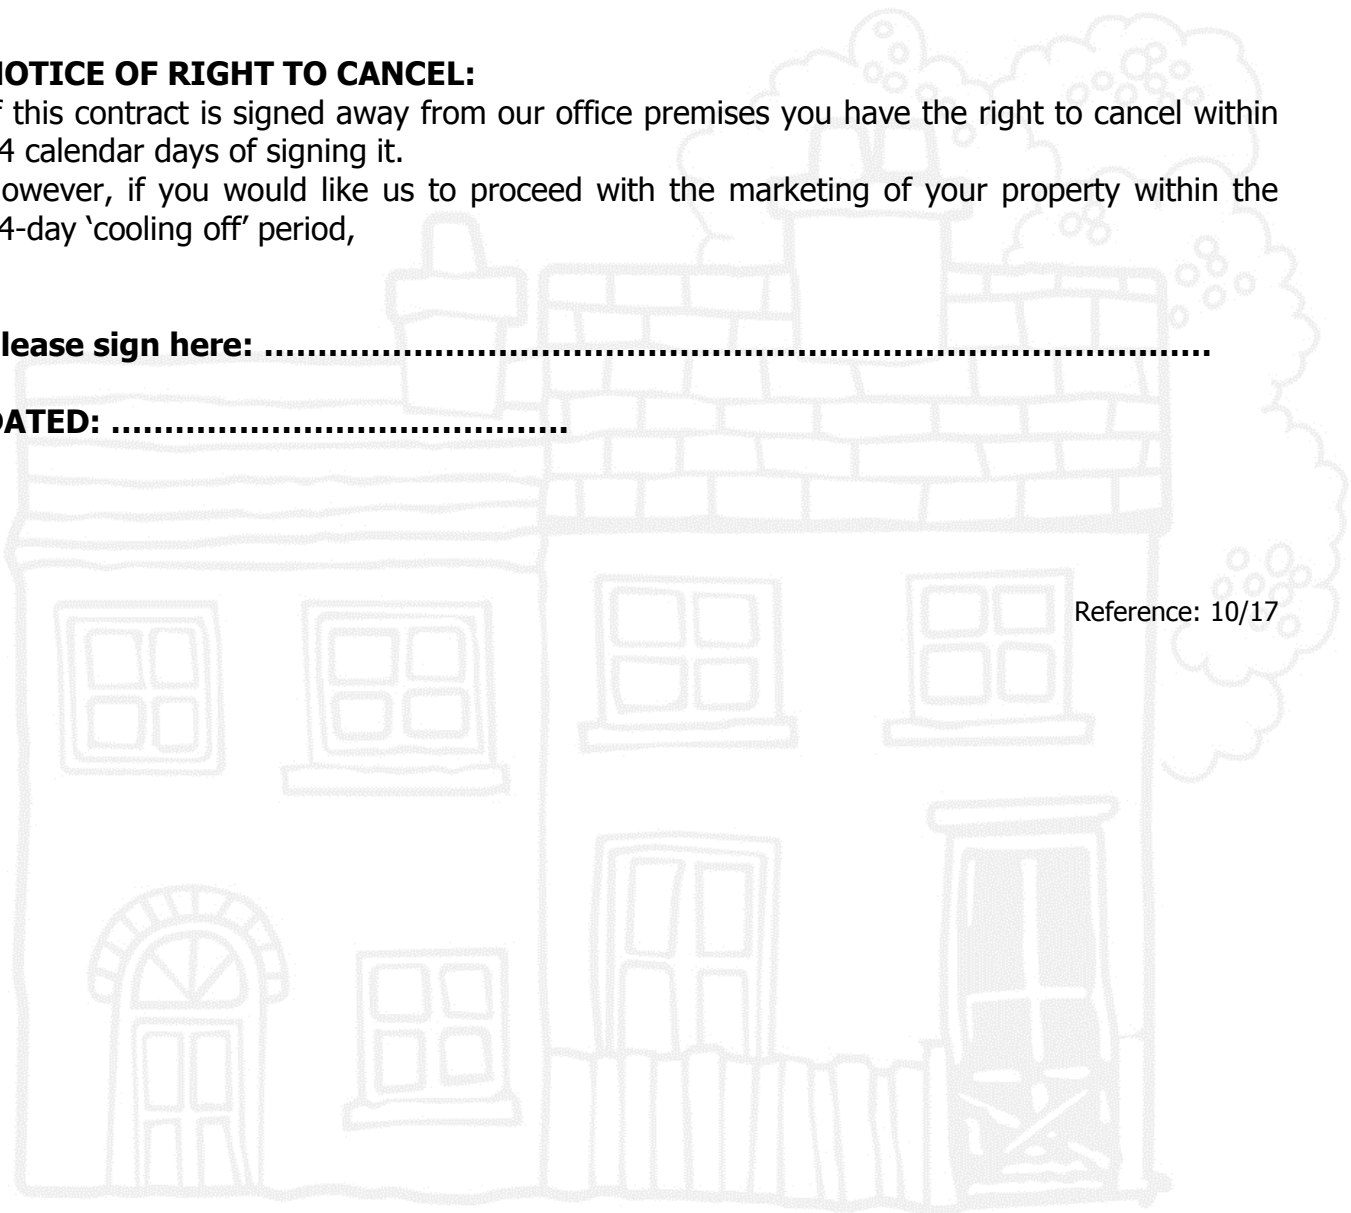 OTICE OF RIGHT TO CANCEL:
f this contract is signed away from our office premises you have the right to cancel within
4 calendar days of signing it.
owever, if you would like us to proceed with the marketing of your property within the
4-day ‘cooling off’ period,
lease sign here: ……………………………………………………………………………
ATED: …………………………………….
Reference: 10/17